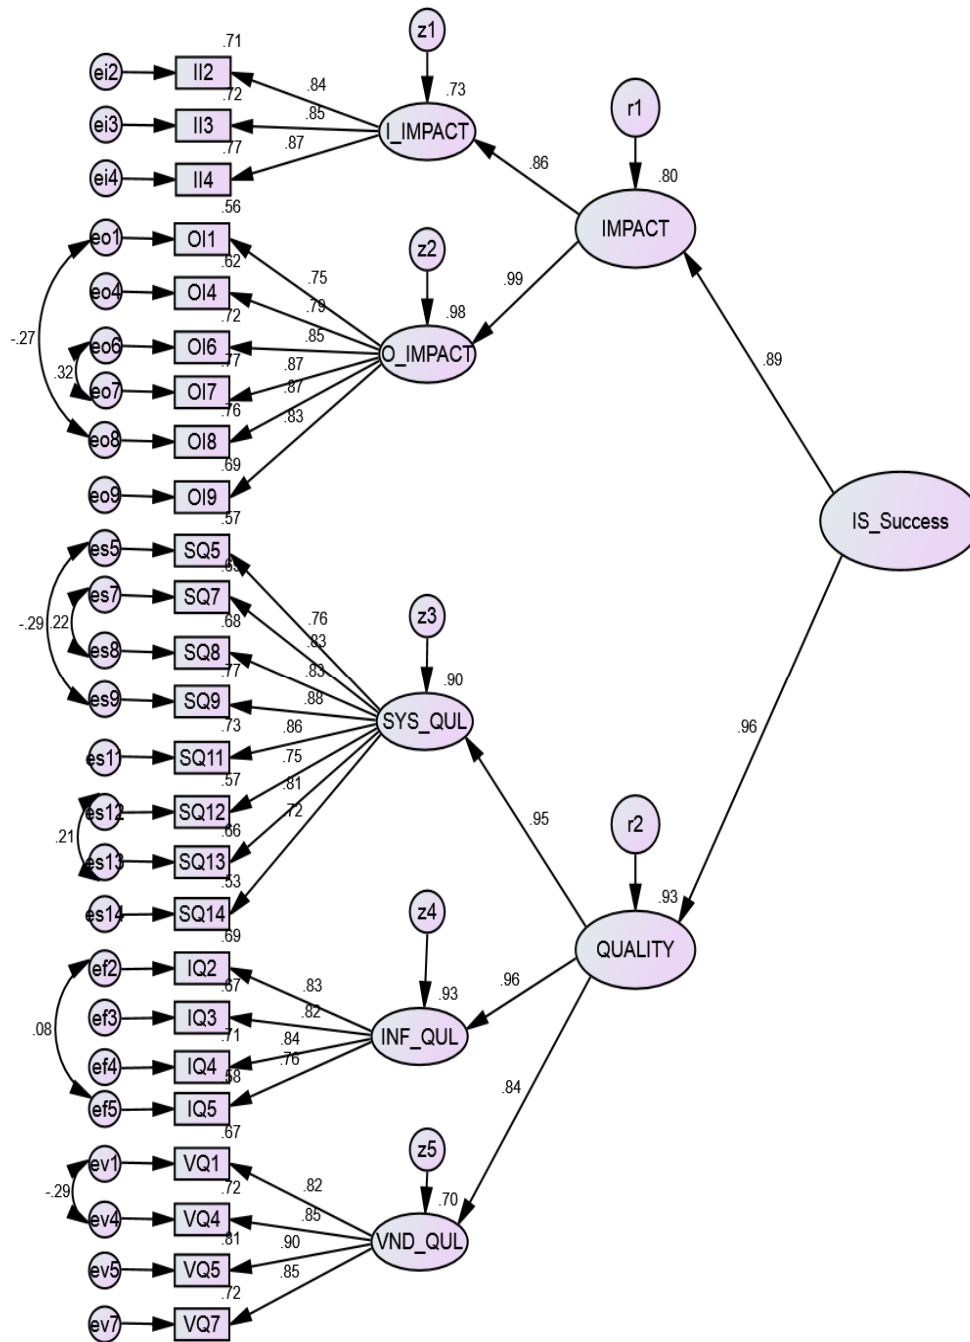 z1
.71
ei2
II2
.84
.73
.72
r1
ei3
II3
.85
I_IMPACT
.77
.87
ei4
II4
.86
.80
.56
IMPACT
eo1
OI1
z2
.62
.75
.99
eo4
OI4
.79
.72
.98
-.27
eo6
OI6
.85
O_IMPACT
.77
.89
.32
.87
eo7
OI7
.87
.76
.83
eo8
OI8
.69
eo9
OI9
.57
IS_Success
es5
SQ5
es7
SQ7
.76
z3
-.29
.22
.68
.83
es8
SQ8
.83
.77
.90
es9
SQ9
.88
SYS_QUL
.73
.86
.96
es11
SQ11
.75
.57
.81
es12
SQ12
.72
.95
r2
.66
.21
es13
SQ13
.53
.93
es14
SQ14
z4
.69
QUALITY
ef2
IQ2
.83
.96
.67
.93
ef3
IQ3
.82
.08
.71
.84
INF_QUL
ef4
IQ4
.76
.58
.84
ef5
IQ5
.67
z5
ev1
VQ1
.82
.72
.70
-.29
ev4
VQ4
.85
.81
.90
VND_QUL
ev5
VQ5
.85
.72
ev7
VQ7